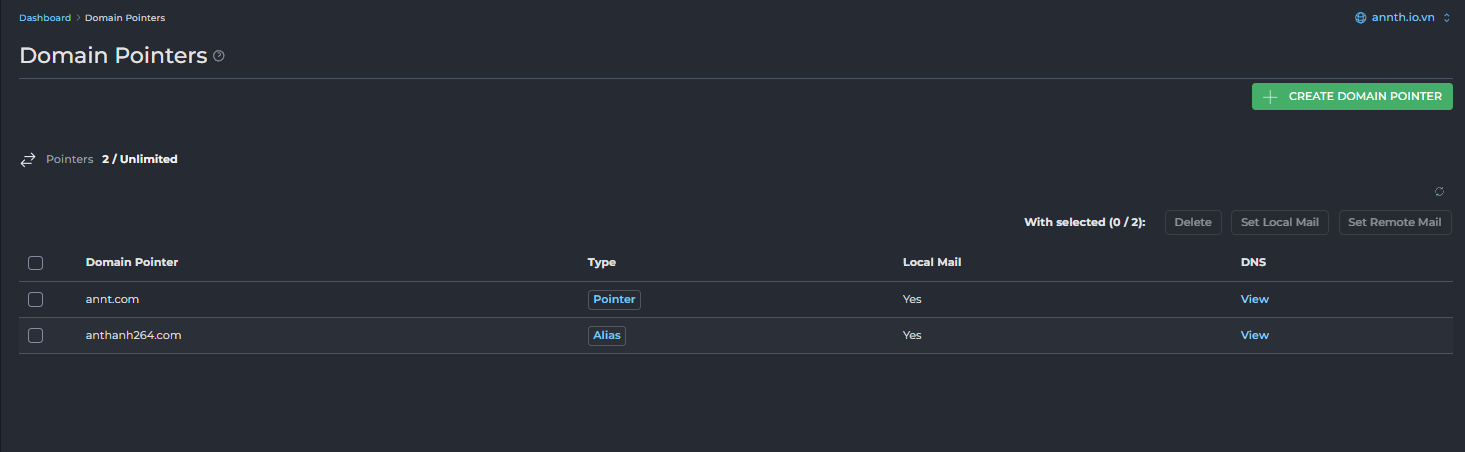 Dashboard > Domain Pointers
annth.io.vn
Domain Pointers
CREATE DOMAIN POINTER
Pointers 2 / Unlimited
With selected (0 / 2): Delete Set Local Mail Set Remote Mail
Domain Pointer Type Local Mail DNS
annt.com Pointer Yes View
anthanh264.com Alias Yes View